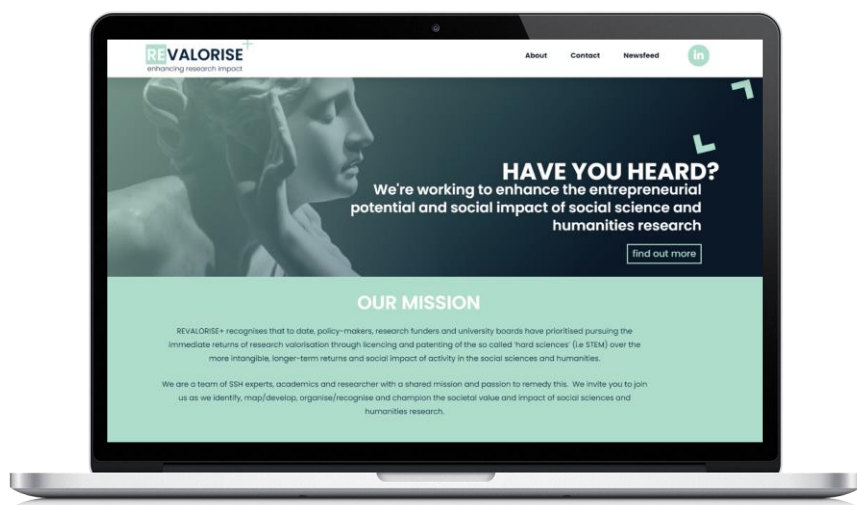 REVALORISE+
enhancing research impact
About Contact Newsfeed
in
HAVE YOU HEARD?
We're working to enhance the entrepreneurial
potential and social impact of social science and
humanities research
find out more
OUR MISSION
REVALORISE+ recognises that to date, policy-makers, research funders and university boards have prioritised pursuing the
immediate returns of research valorisation through licencing and patenting of the so called 'hard sciences' (i.e STEM) over the
more intangible, longer-term returns and social impact of activity in the social sciences and humanities.
We are a team of SSH experts, academics and researcher with a shared mission and passion to remedy this. We invite you to join
us as we identify, map/develop, organise/recognise and champion the societal value and impact of social sciences and
humanities research.